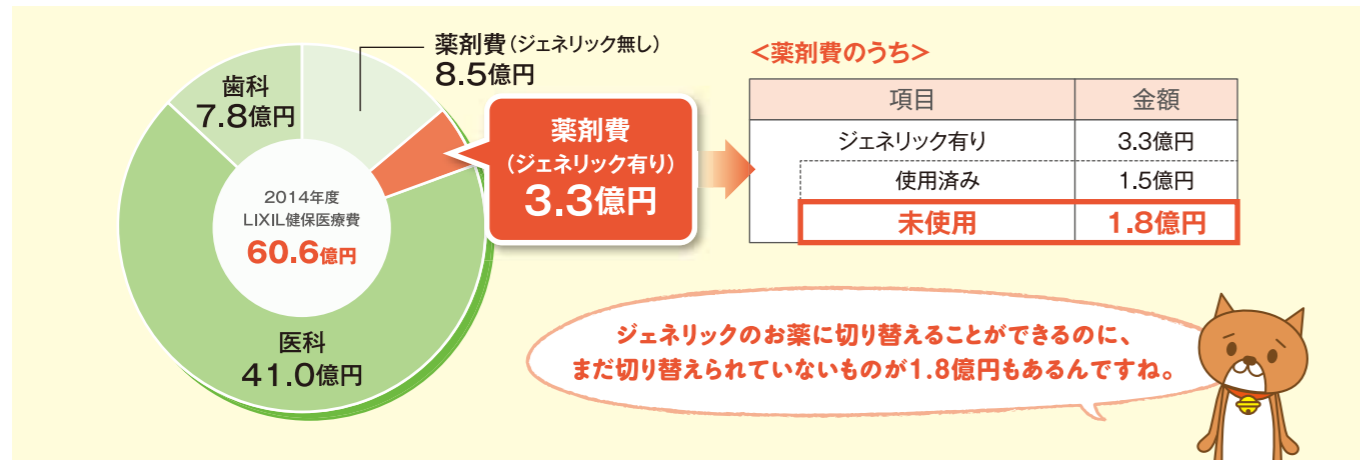 薬剤費(ジェネリック無し)
8.5億円
歯科
7.8億円
薬剤費
(ジェネリック有り)
3.3億円
2014年度
LIXIL健保医療費
60.6億円
医科
41.0億円
<薬剤費のうち>
項目 金額
ジェネリック有り 3.3億円
使用済み 1.5億円
未使用 1.8億円
ジェネリックのお薬に切り替えることができるのに、
まだ切り替えられていないものが1.8億円もあるんですね。